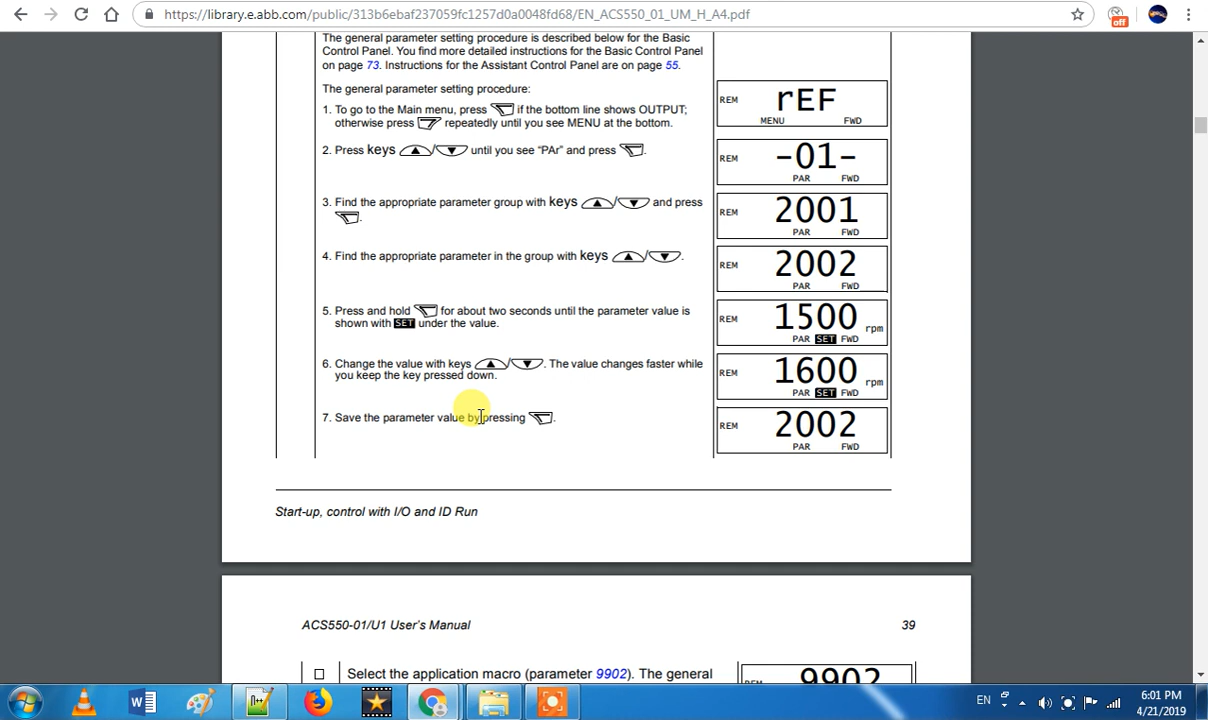 https://library.e.abb.com/public/313b6ebaf237059fc1257d0a0048fd68/EN_ACS550_01_UM_H_A4.pdf
off
The general parameter setting procedure is described below for the Basic
Control Panel. You find more detailed instructions for the Basic Control Panel
on page 73. Instructions for the Assistant Control Panel are on page 55.
The general parameter setting procedure:
1. To go to the Main menu, press if the bottom line shows OUTPUT;
otherwise press repeatedly until you see MENU at the bottom.
REM rEF
MENU FWD
2. Press keys / until you see “PAr” and press .
REM -01-
PAR FWD
3. Find the appropriate parameter group with keys / and press
.
REM 2001
PAR FWD
4. Find the appropriate parameter in the group with keys / .
REM 2002
PAR FWD
5. Press and hold for about two seconds until the parameter value is
shown with SET under the value.
REM 1500 rpm
PAR SET FWD
6. Change the value with keys / . The value changes faster while
you keep the key pressed down.
REM 1600 rpm
PAR SET FWD
7. Save the parameter value by pressing .
REM 2002
PAR FWD
Start-up, control with I/O and ID Run
ACS550-01/U1 User’s Manual 39
Select the application macro (parameter 9902). The general
9902
EN
6:01 PM
4/21/2019